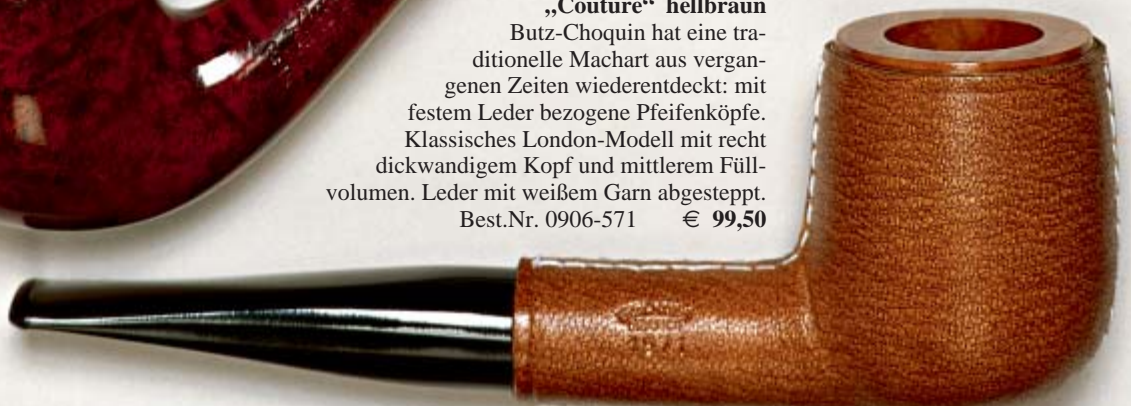 „Couture“ hellbraun
Butz-Choquin hat eine tra-
ditionelle Machart aus vergan-
genen Zeiten wiederentdeckt: mit
festem Leder bezogene Pfeifenköpfe.
Klassisches London-Modell mit recht
dickwandigem Kopf und mittlerem Füll-
volumen. Leder mit weißem Garn abgesteppt.
Best.Nr. 0906-571 € 99,50